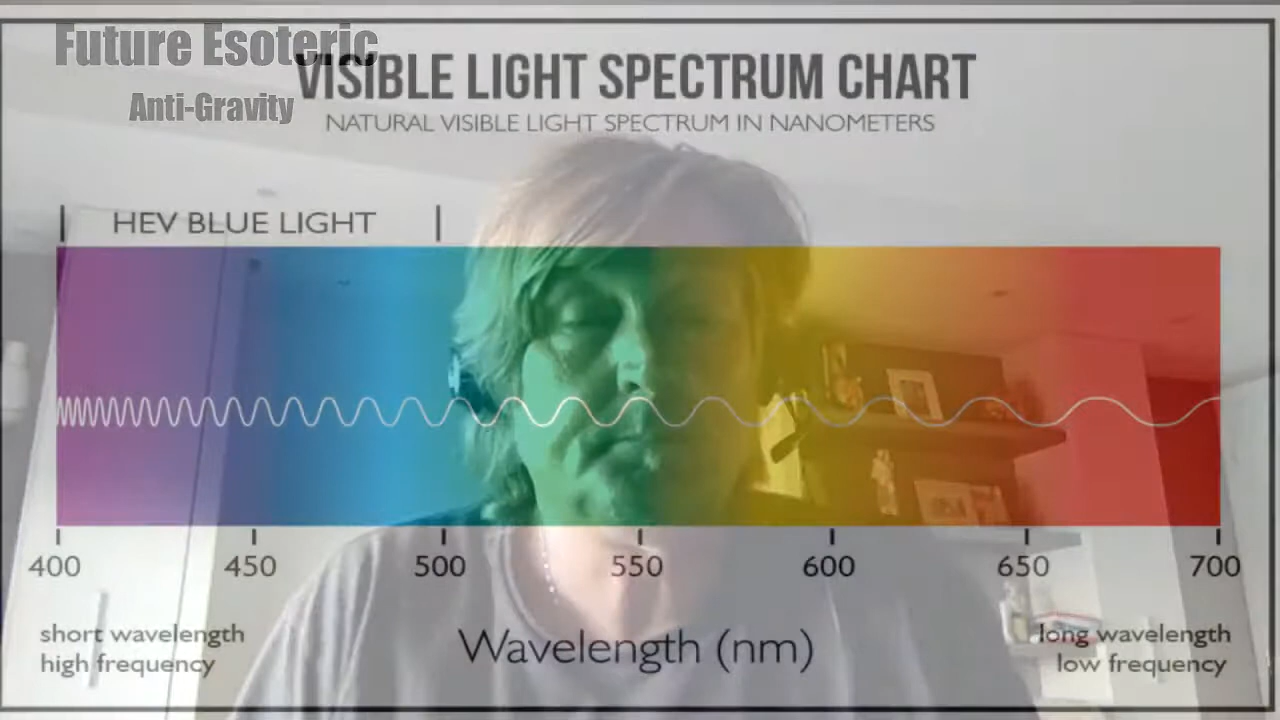 Future Esoteric
Anti-Gravity
VISIBLE LIGHT SPECTRUM CHART
NATURAL VISIBLE LIGHT SPECTRUM IN NANOMETERS
HEV BLUE LIGHT
400 450 500 550 600 650 700
short wavelength
high frequency
Wavelength (nm)
long wavelength
low frequency